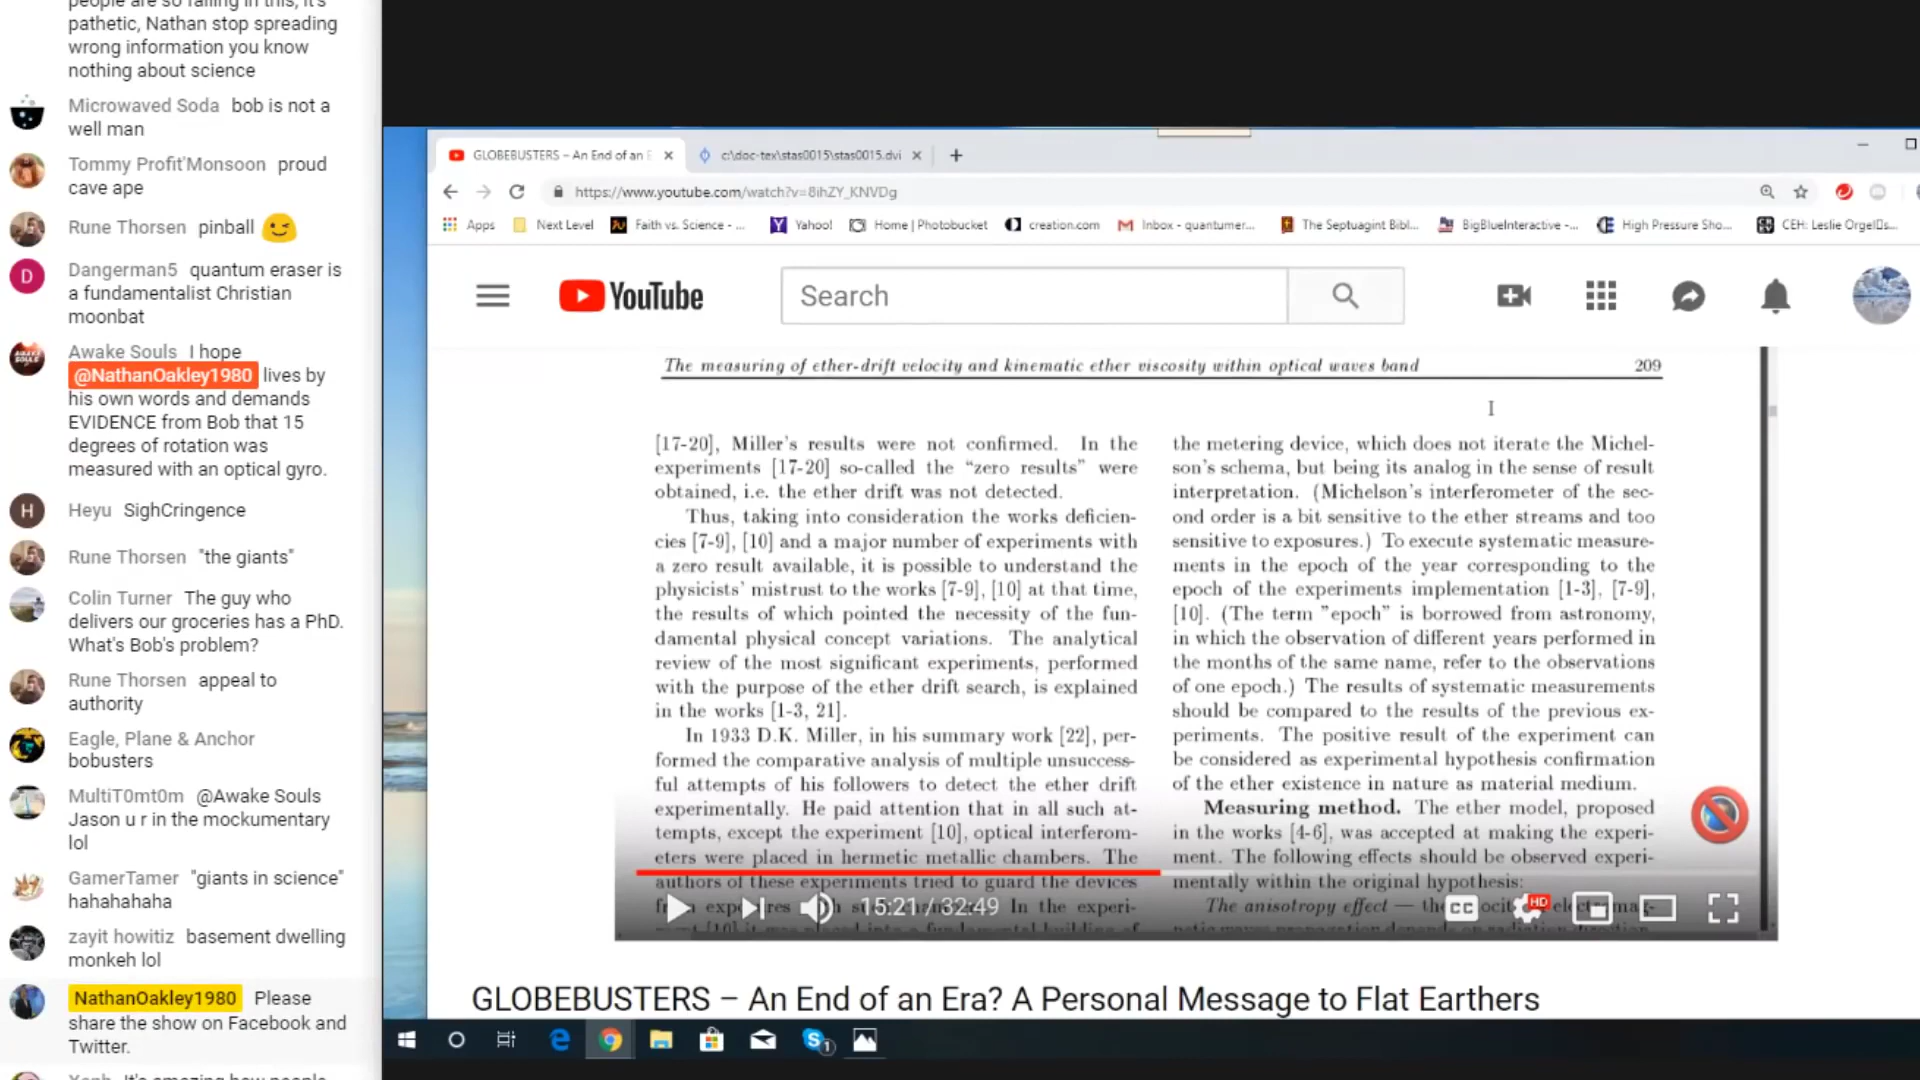 people are so falling in this, it's
pathetic, Nathan stop spreading
wrong information you know
nothing about science
Microwaved Soda bob is not a
well man
Tommy Profit'Monsoon proud
cave ape
Rune Thorsen pinball
Dangerman5 quantum eraser is
a fundamentalist Christian
moonbat
Awake Souls I hope
@NathanOakley1980 lives by
his own words and demands
EVIDENCE from Bob that 15
degrees of rotation was
measured with an optical gyro.
Heyu SighCringence
Rune Thorsen "the giants"
Colin Turner The guy who
delivers our groceries has a PhD.
What's Bob's problem?
Rune Thorsen appeal to
authority
Eagle, Plane & Anchor
bobusters
MultiT0mt0m @Awake Souls
Jason u r in the mockumentary
lol
GamerTamer "giants in science"
hahahahaha
zayit howitiz basement dwelling
monkeh lol
NathanOakley1980 Please
share the show on Facebook and
Twitter.
It's amazing how people
GLOBEBUSTERS – An End of an E
c:\doc-tex\stas0015\stas0015.dvi
https://www.youtube.com/watch?v=8ihZY_KNVDg
Apps Next Level Faith vs. Science - ... Yahoo! Home | Photobucket creation.com Inbox - quantumer... The Septuagint Bibl... BigBlueInteractive -... High Pressure Sho... CEH: Leslie Orgel□s...
YouTube
Search
The measuring of ether-drift velocity and kinematic ether viscosity within optical waves band 209
[17-20], Miller's results were not confirmed. In the
experiments [17-20] so-called the “zero results” were
obtained, i.e. the ether drift was not detected.
Thus, taking into consideration the works deficien-
cies [7-9], [10] and a major number of experiments with
a zero result available, it is possible to understand the
physicists' mistrust to the works [7-9], [10] at that time,
the results of which pointed the necessity of the fun-
damental physical concept variations. The analytical
review of the most significant experiments, performed
with the purpose of the ether drift search, is explained
in the works [1-3, 21].
In 1933 D.K. Miller, in his summary work [22], per-
formed the comparative analysis of multiple unsuccess-
ful attempts of his followers to detect the ether drift
experimentally. He paid attention that in all such at-
tempts, except the experiment [10], optical interferom-
eters were placed in hermetic metallic chambers. The
authors of these experiments tried to guard the devices
In the experi-
the metering device, which does not iterate the Michel-
son's schema, but being its analog in the sense of result
interpretation. (Michelson's interferometer of the sec-
ond order is a bit sensitive to the ether streams and too
sensitive to exposures.) To execute systematic measure-
ments in the epoch of the year corresponding to the
epoch of the experiments implementation [1-3], [7-9],
[10]. (The term "epoch" is borrowed from astronomy,
in which the observation of different years performed in
the months of the same name, refer to the observations
of one epoch.) The results of systematic measurements
should be compared to the results of the previous ex-
periments. The positive result of the experiment can
be considered as experimental hypothesis confirmation
of the ether existence in nature as material medium.
Measuring method. The ether model, proposed
in the works [4-6], was accepted at making the experi-
ment. The following effects should be observed experi-
mentally within the original hypothesis:
The anisotropy effect — the
15:21 / 32:49
CC
HD
GLOBEBUSTERS – An End of an Era? A Personal Message to Flat Earthers